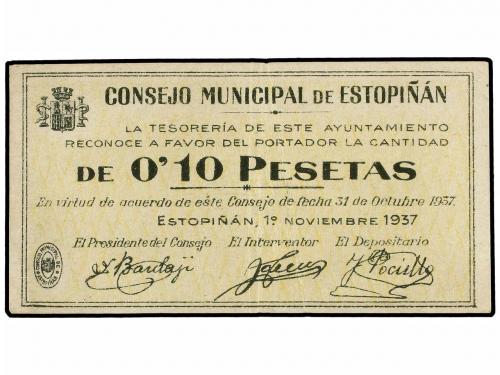 CONSEJO MUNICIPAL DE ESTOPIÑÁN
LA TESORERÍA DE ESTE AYUNTAMIENTO
RECONOCE A FAVOR DEL PORTADOR LA CANTIDAD
DE 0'10 PESETAS
En virtud de acuerdo de este Consejo de fecha 31 de Octubre 1937.
ESTOPIÑÁN, 1º NOVIEMBRE 1937
El Presidente del Consejo El Interventor El Depositario
J. Bardají